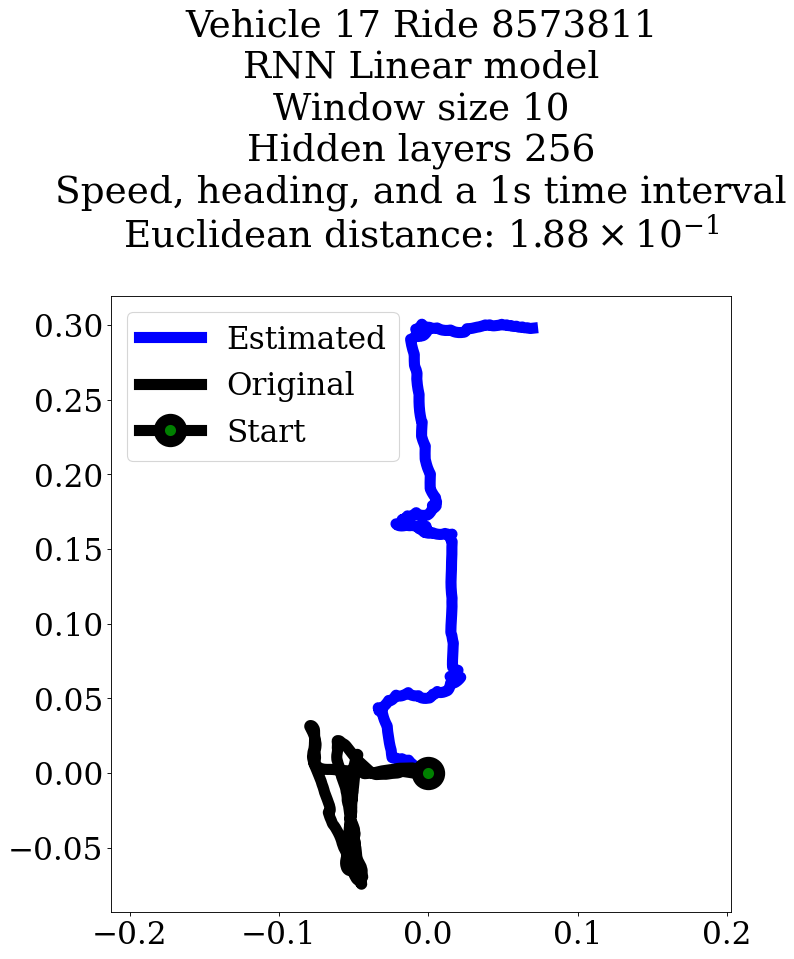 Vehicle 17 Ride 8573811
RNN Linear model
Window size 10
Hidden layers 256
Speed, heading, and a 1s time interval
Euclidean distance: 1.88 × 10⁻¹
Estimated
Original
Start
0.30
0.25
0.20
0.15
0.10
0.05
0.00
−0.05
−0.2
−0.1
0.0
0.1
0.2